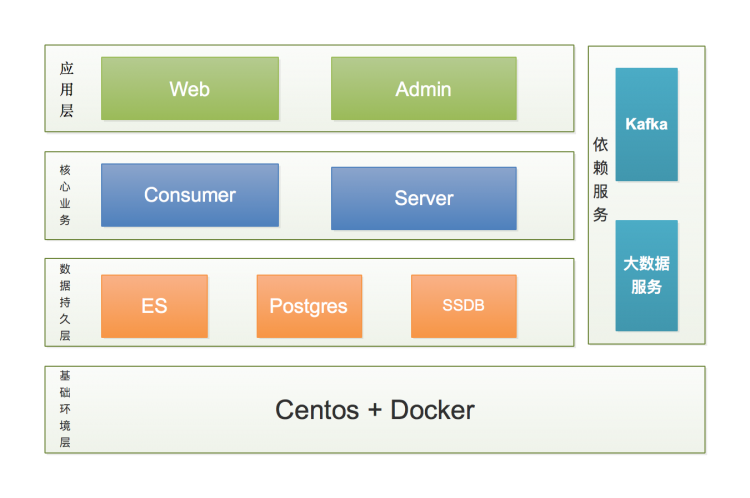 应用层
Web
Admin
核心业务
Consumer
Server
数据持久层
ES
Postgres
SSDB
依赖服务
Kafka
大数据
服务
基础环境层
Centos + Docker